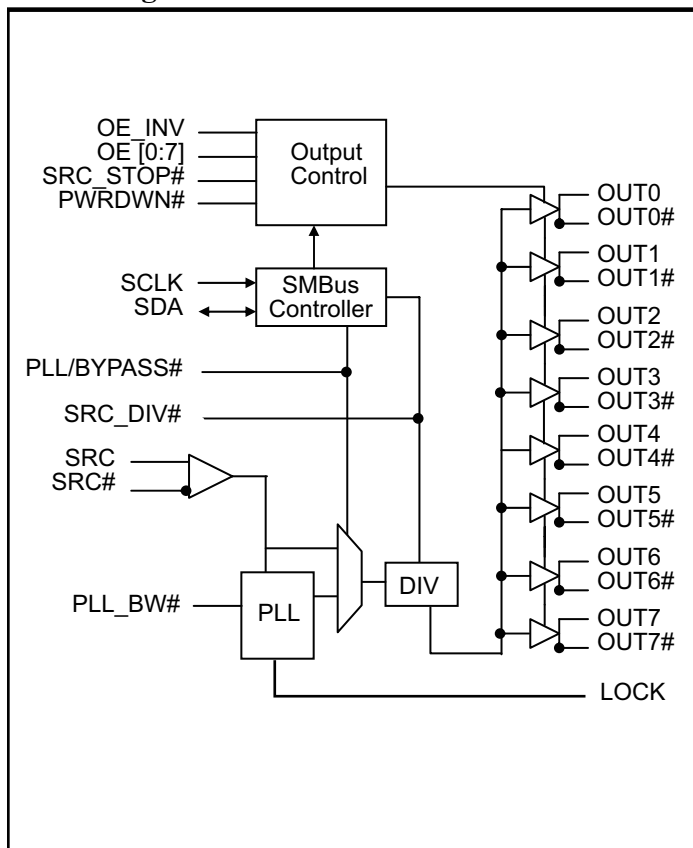 OE_INV
OE [0:7]
SRC_STOP#
PWRDWN#
Output
Control
SCLK
SDA
SMBus
Controller
PLL/BYPASS#
SRC_DIV#
SRC
SRC#
PLL_BW#
PLL
DIV
OUT0
OUT0#
OUT1
OUT1#
OUT2
OUT2#
OUT3
OUT3#
OUT4
OUT4#
OUT5
OUT5#
OUT6
OUT6#
OUT7
OUT7#
LOCK